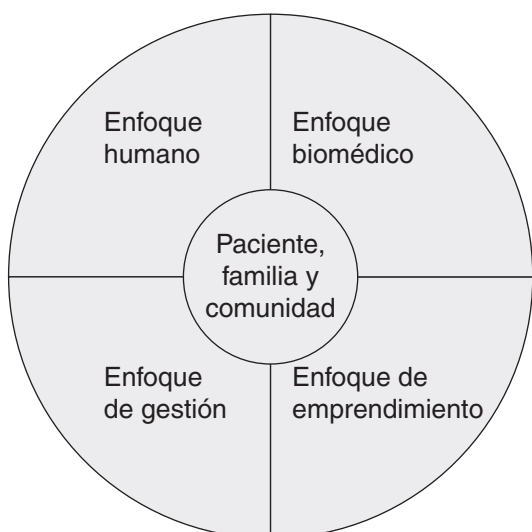 Enfoque
humano
Enfoque
biomédico
Paciente,
familia y
comunidad
Enfoque
de gestión
Enfoque de
emprendimiento